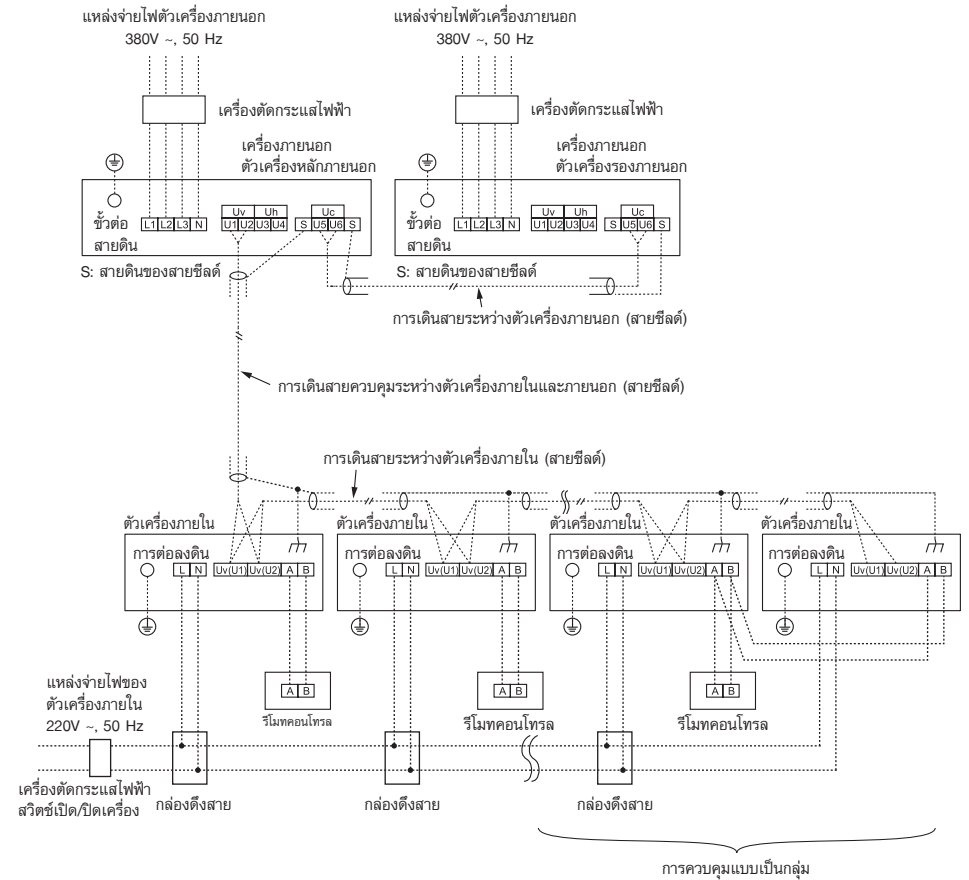 แหล่งจ่ายไฟตัวเครื่องภายนอก
380V ~, 50 Hz
แหล่งจ่ายไฟตัวเครื่องภายนอก
380V ~, 50 Hz
เครื่องตัดกระแสไฟฟ้า
เครื่องตัดกระแสไฟฟ้า
เครื่องภายนอก
ตัวเครื่องหลักภายนอก
เครื่องภายนอก
ตัวเครื่องรองภายนอก
ขั้วต่อ
สายดิน
L1 L2 L3 N
Uv Uh
U1 U2 U3 U4
Uc
S U5 U6 S
ขั้วต่อ
สายดิน
L1 L2 L3 N
Uv Uh
U1 U2 U3 U4
Uc
S U5 U6 S
S: สายดินของสายชีลด์
S: สายดินของสายชีลด์
การเดินสายระหว่างตัวเครื่องภายนอก (สายชีลด์)
การเดินสายควบคุมระหว่างตัวเครื่องภายในและภายนอก (สายชีลด์)
การเดินสายระหว่างตัวเครื่องภายใน (สายชีลด์)
ตัวเครื่องภายใน
ตัวเครื่องภายใน
ตัวเครื่องภายใน
ตัวเครื่องภายใน
การต่อลงดิน
การต่อลงดิน
การต่อลงดิน
การต่อลงดิน
L N Uv(U1) Uv(U2) A B
L N Uv(U1) Uv(U2) A B
L N Uv(U1) Uv(U2) A B
L N Uv(U1) Uv(U2) A B
แหล่งจ่ายไฟของ
ตัวเครื่องภายใน
220V ~, 50 Hz
A B
รีโมทคอนโทรล
A B
รีโมทคอนโทรล
A B
รีโมทคอนโทรล
เครื่องตัดกระแสไฟฟ้า
สวิตช์เปิด/ปิดเครื่อง
กล่องดึงสาย
กล่องดึงสาย
กล่องดึงสาย
การควบคุมแบบเป็นกลุ่ม